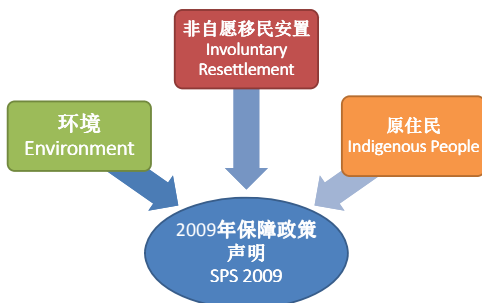 非自愿移民安置
Involuntary
Resettlement
环境
Environment
原住民
Indigenous People
2009年保障政策
声明
SPS 2009